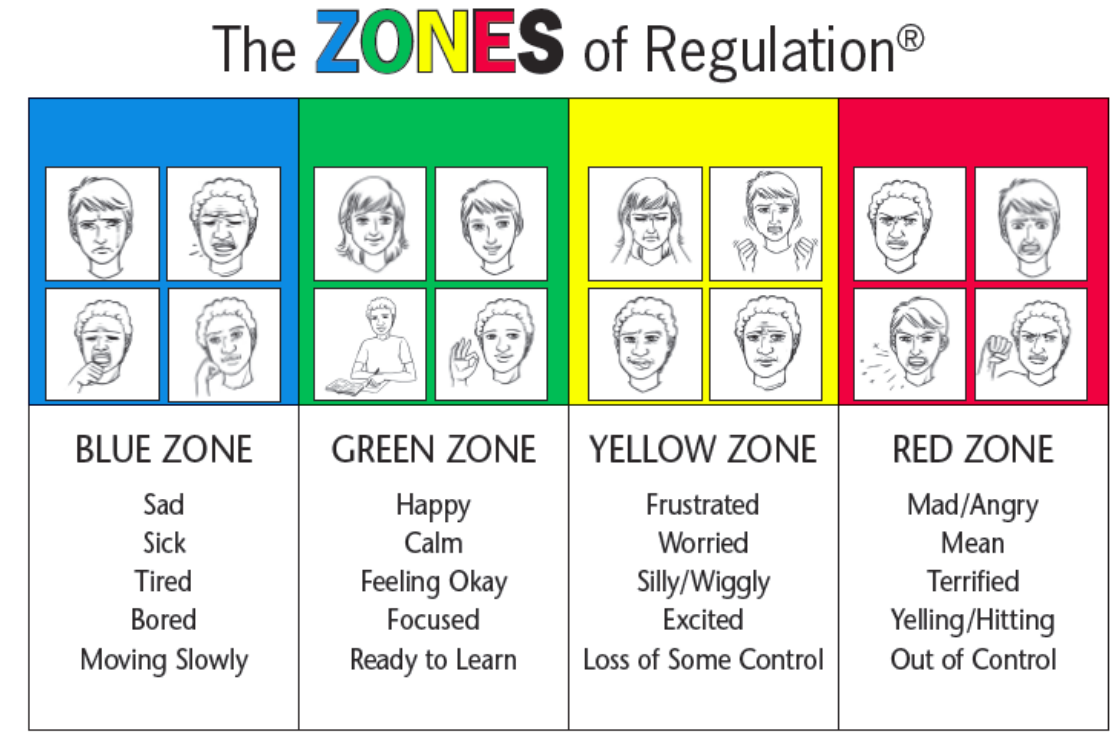 The ZONES of Regulation®
BLUE ZONE
Sad
Sick
Tired
Bored
Moving Slowly
GREEN ZONE
Happy
Calm
Feeling Okay
Focused
Ready to Learn
YELLOW ZONE
Frustrated
Worried
Silly/Wiggly
Excited
Loss of Some Control
RED ZONE
Mad/Angry
Mean
Terrified
Yelling/Hitting
Out of Control